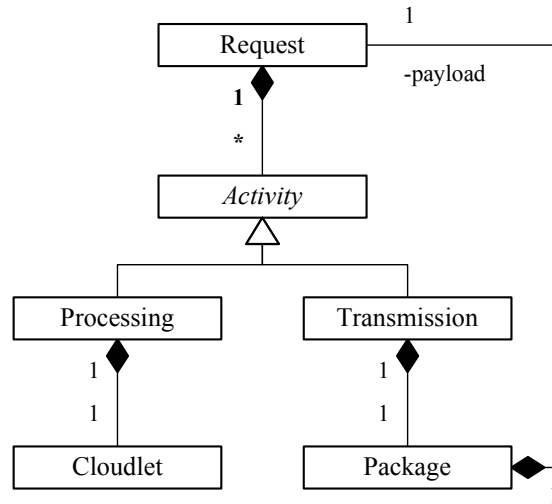 1
Request
-payload
1
*
Activity
Processing
Transmission
1
1
1
1
Cloudlet
Package